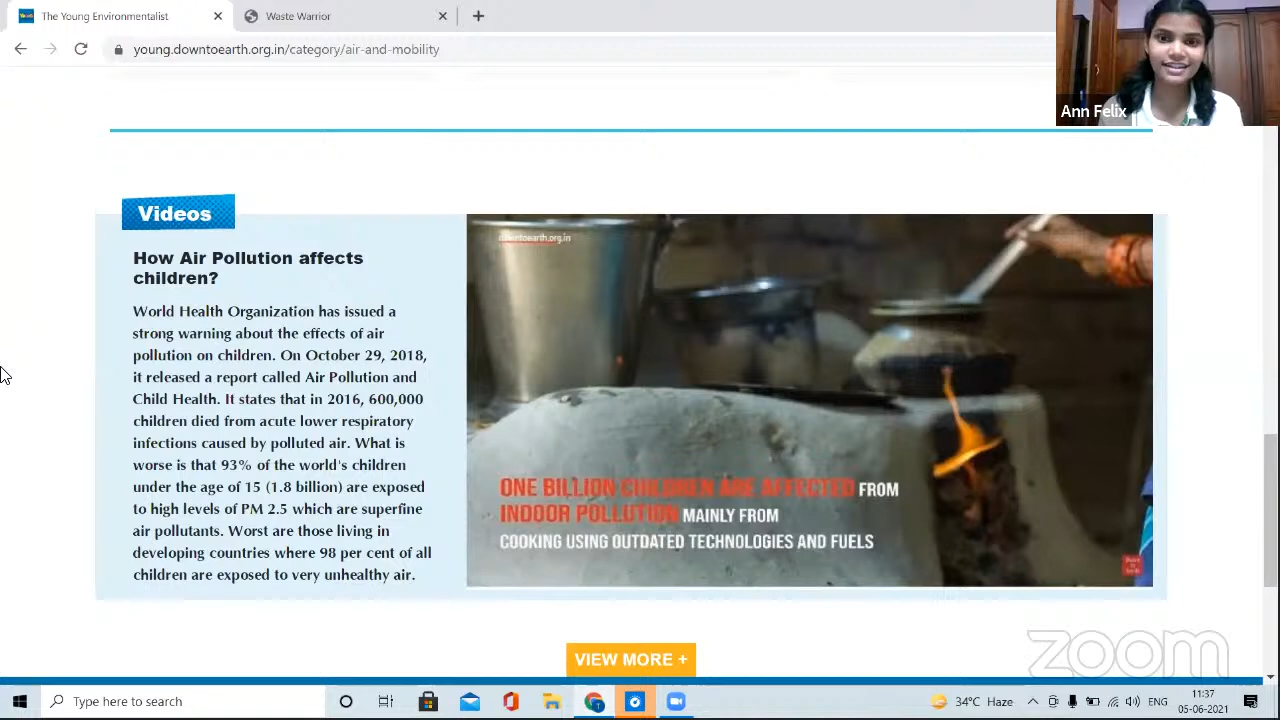 The Young Environmentalist
Waste Warrior
young.downtoearth.org.in/category/air-and-mobility
Ann Felix
Videos
How Air Pollution affects
children?
World Health Organization has issued a
strong warning about the effects of air
pollution on children. On October 29, 2018,
it released a report called Air Pollution and
Child Health. It states that in 2016, 600,000
children died from acute lower respiratory
infections caused by polluted air. What is
worse is that 93% of the world's children
under the age of 15 (1.8 billion) are exposed
to high levels of PM 2.5 which are superfine
air pollutants. Worst are those living in
developing countries where 98 per cent of all
children are exposed to very unhealthy air.
downtoearth.org.in
ONE BILLION CHILDREN ARE AFFECTED FROM
INDOOR POLLUTION MAINLY FROM
COOKING USING OUTDATED TECHNOLOGIES AND FUELS
VIEW MORE +
zoom
Type here to search
34°C Haze
ENG
11:37
05-06-2021